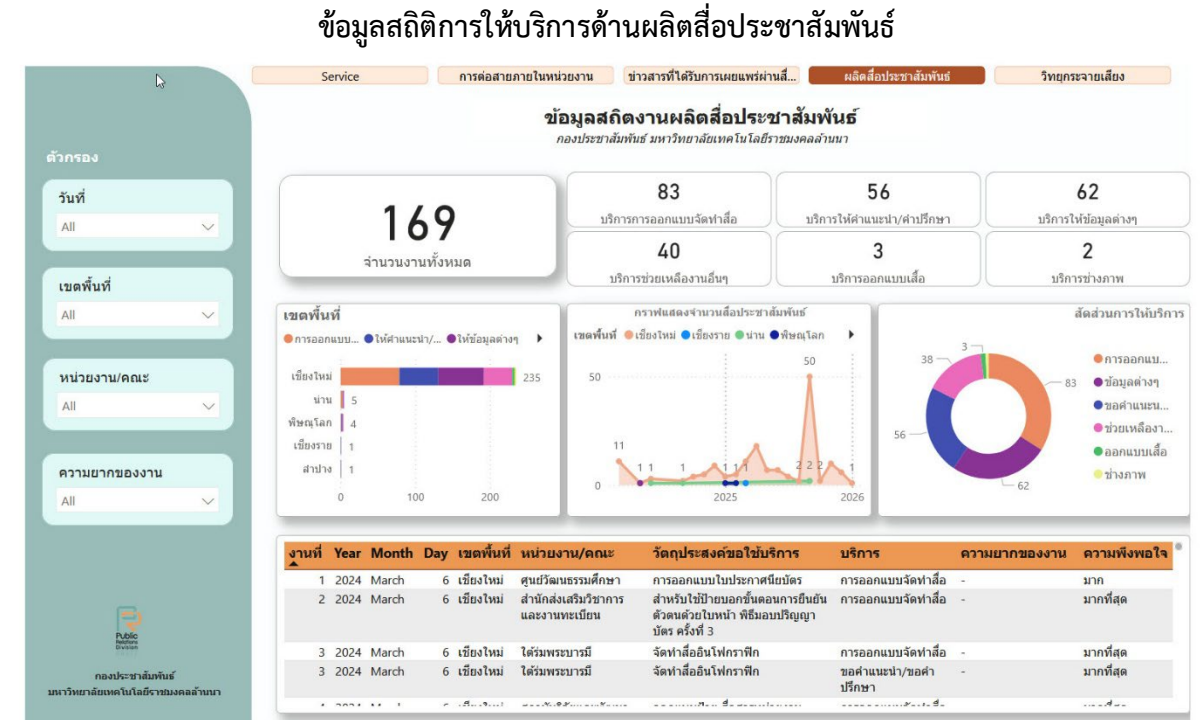 ข้อมูลสถิติการให้บริการด้านผลิตสื่อประชาสัมพันธ์
Service
การต่อสายภายในหน่วยงาน
ข่าวสารที่ได้รับการเผยแพร่ผ่านสื่...
ผลิตสื่อประชาสัมพันธ์
วิทยุกระจายเสียง
ข้อมูลสถิตงานผลิตสื่อประชาสัมพันธ์
กองประชาสัมพันธ์ มหาวิทยาลัยเทคโนโลยีราชมงคลล้านนา
ตัวกรอง
วันที่
All
เขตพื้นที่
All
หน่วยงาน/คณะ
All
ความยากของงาน
All
Public
Relations
Division
กองประชาสัมพันธ์
มหาวิทยาลัยเทคโนโลยีราชมงคลล้านนา
169
จำนวนงานทั้งหมด
83
บริการการออกแบบจัดทำสื่อ
56
บริการให้คำแนะนำ/คำปรึกษา
62
บริการให้ข้อมูลต่างๆ
40
บริการช่วยเหลืองานอื่นๆ
3
บริการออกแบบเสื้อ
2
บริการช่างภาพ
เขตพื้นที่
การออกแบบ... ให้คำแนะนำ/... ให้ข้อมูลต่างๆ
เชียงใหม่ 235
น่าน 5
พิษณุโลก 4
เชียงราย 1
ลำปาง 1
0 100 200
กราฟแสดงจำนวนสื่อประชาสัมพันธ์
เขตพื้นที่ เชียงใหม่ เชียงราย น่าน พิษณุโลก
50
50
11
1 1 1 1 1 1 2 2 2 1
0
2025 2026
สัดส่วนการให้บริการ
3
38
83
56
62
การออกแบ...
ข้อมูลต่างๆ
ขอคำแนะน...
ช่วยเหลืองา...
ออกแบบเสื้อ
ช่างภาพ
งานที่ Year Month Day เขตพื้นที่ หน่วยงาน/คณะ วัตถุประสงค์ขอใช้บริการ บริการ ความยากของงาน ความพึงพอใจ
1 2024 March 6 เชียงใหม่ ศูนย์วัฒนธรรมศึกษา การออกแบบใบประกาศนียบัตร การออกแบบจัดทำสื่อ - มาก
2 2024 March 6 เชียงใหม่ สำนักส่งเสริมวิชาการ สำหรับใช้ป้ายบอกขั้นตอนการยืนยัน การออกแบบจัดทำสื่อ - มากที่สุด
และงานทะเบียน ตัวตนด้วยใบหน้า พิธีมอบปริญญา
บัตร ครั้งที่ 3
3 2024 March 6 เชียงใหม่ ใต้ร่มพระบารมี จัดทำสื่ออินโฟกราฟิก การออกแบบจัดทำสื่อ - มากที่สุด
3 2024 March 6 เชียงใหม่ ใต้ร่มพระบารมี จัดทำสื่ออินโฟกราฟิก ขอคำแนะนำ/ขอคำ - มากที่สุด
ปรึกษา